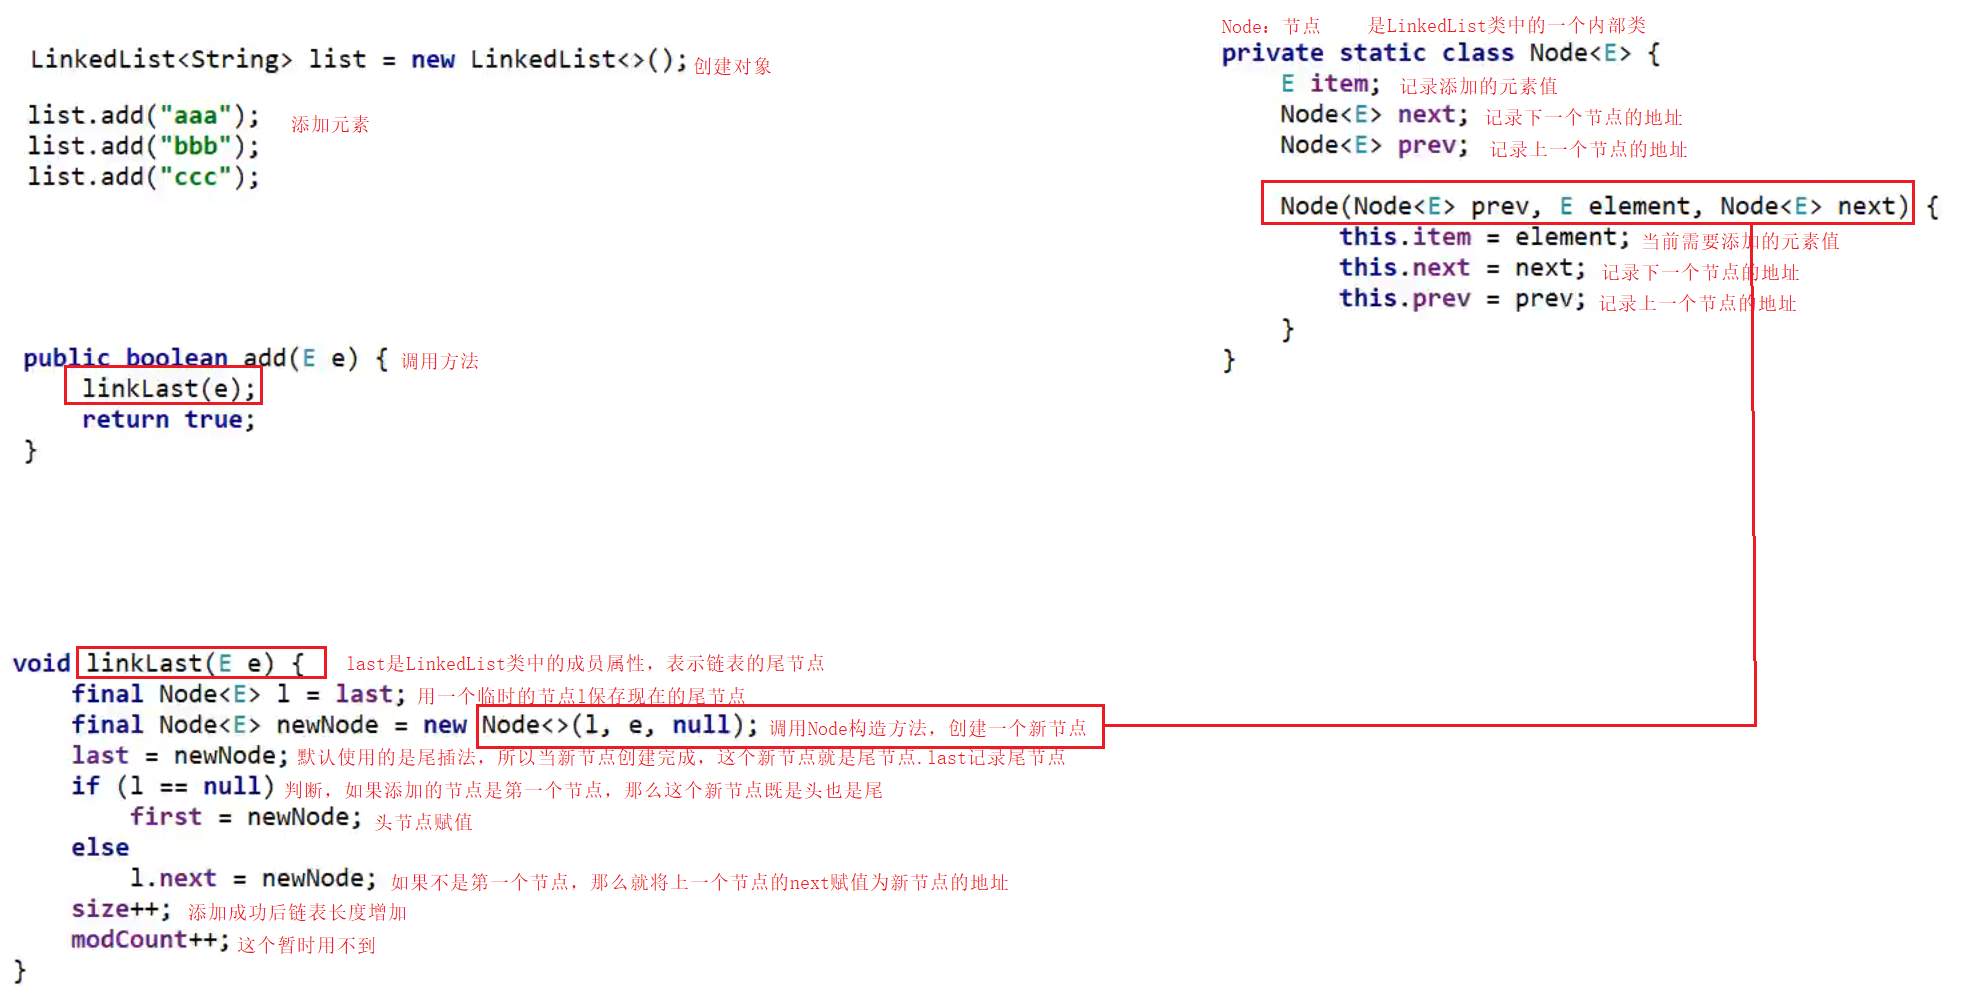 LinkedList<String> list = new LinkedList<>();创建对象
list.add("aaa"); 添加元素
list.add("bbb");
list.add("ccc");
public boolean add(E e) { 调用方法
linkLast(e);
return true;
}
void linkLast(E e) { last是LinkedList类中的成员属性，表示链表的尾节点
final Node<E> l = last; 用一个临时的节点l保存现在的尾节点
final Node<E> newNode = new Node<>(l, e, null); 调用Node构造方法，创建一个新节点
last = newNode; 默认使用的是尾插法，所以当新节点创建完成，这个新节点就是尾节点.last记录尾节点
if (l == null) 判断，如果添加的节点是第一个节点，那么这个新节点既是头也是尾
first = newNode; 头节点赋值
else
l.next = newNode; 如果不是第一个节点，那么就将上一个节点的next赋值为新节点的地址
size++; 添加成功后链表长度增加
modCount++; 这个暂时用不到
}
Node：节点 是LinkedList类中的一个内部类
private static class Node<E> {
E item; 记录添加的元素值
Node<E> next; 记录下一个节点的地址
Node<E> prev; 记录上一个节点的地址
Node(Node<E> prev, E element, Node<E> next) {
this.item = element; 当前需要添加的元素值
this.next = next; 记录下一个节点的地址
this.prev = prev; 记录上一个节点的地址
}
}